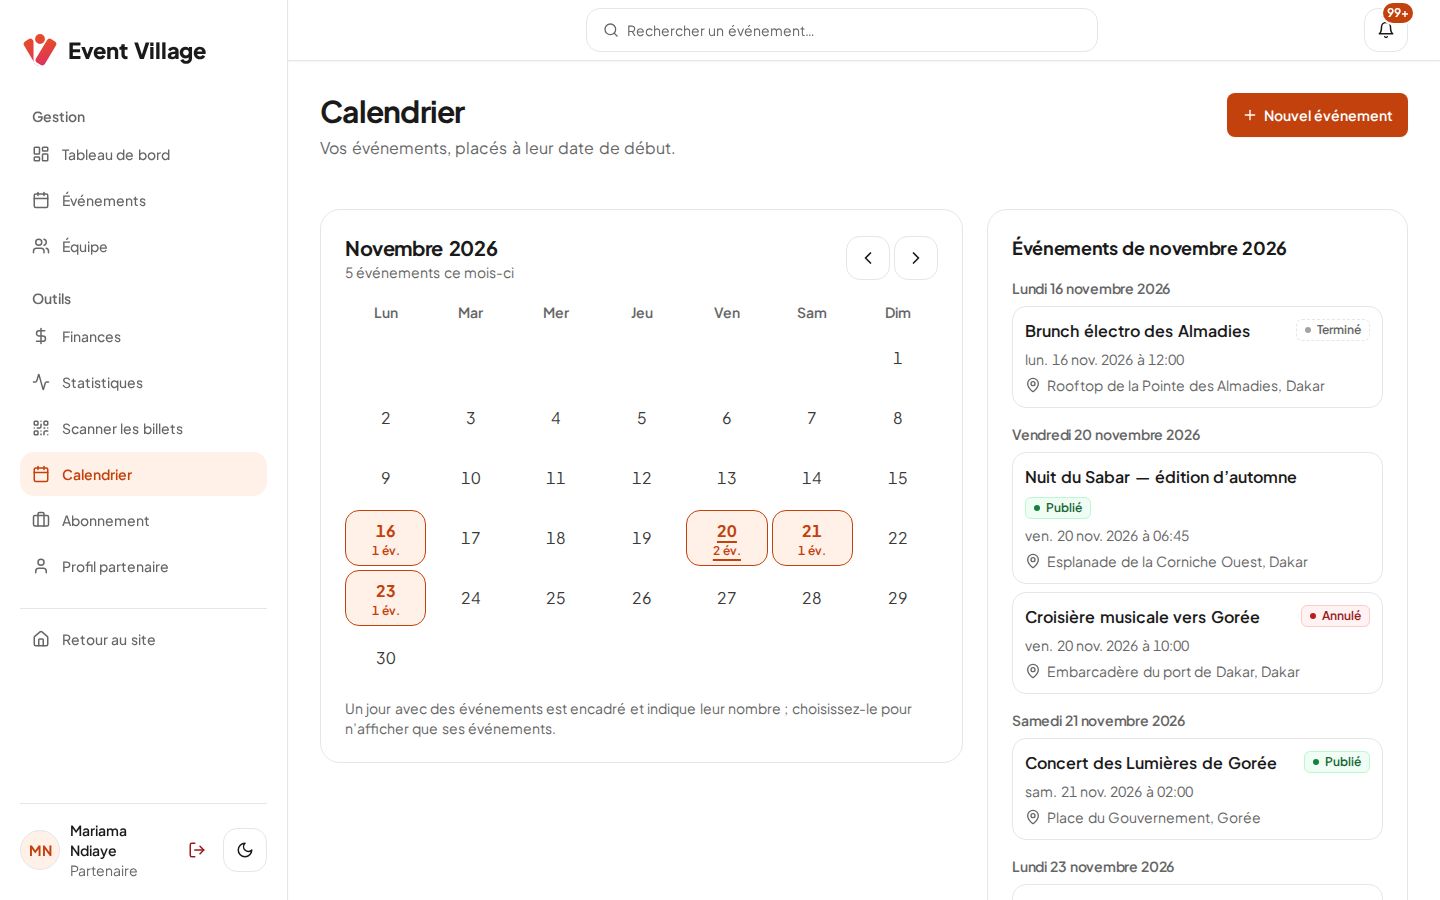 Event Village
Gestion
Tableau de bord
Événements
Équipe
Outils
Finances
Statistiques
Scanner les billets
Calendrier
Abonnement
Profil partenaire
Retour au site
MN
Mariama
Ndiaye
Partenaire
Rechercher un événement…
99+
Calendrier
Vos événements, placés à leur date de début.
+ Nouvel événement
Novembre 2026
5 événements ce mois-ci
Lun Mar Mer Jeu Ven Sam Dim
1
2 3 4 5 6 7 8
9 10 11 12 13 14 15
16 17 18 19 20 21 22
1 év. 2 év. 1 év.
23 24 25 26 27 28 29
1 év.
30
Un jour avec des événements est encadré et indique leur nombre ; choisissez-le pour
n’afficher que ses événements.
Événements de novembre 2026
Lundi 16 novembre 2026
Brunch électro des Almadies Terminé
lun. 16 nov. 2026 à 12:00
Rooftop de la Pointe des Almadies, Dakar
Vendredi 20 novembre 2026
Nuit du Sabar — édition d’automne
Publié
ven. 20 nov. 2026 à 06:45
Esplanade de la Corniche Ouest, Dakar
Croisière musicale vers Gorée Annulé
ven. 20 nov. 2026 à 10:00
Embarcadère du port de Dakar, Dakar
Samedi 21 novembre 2026
Concert des Lumières de Gorée Publié
sam. 21 nov. 2026 à 02:00
Place du Gouvernement, Gorée
Lundi 23 novembre 2026